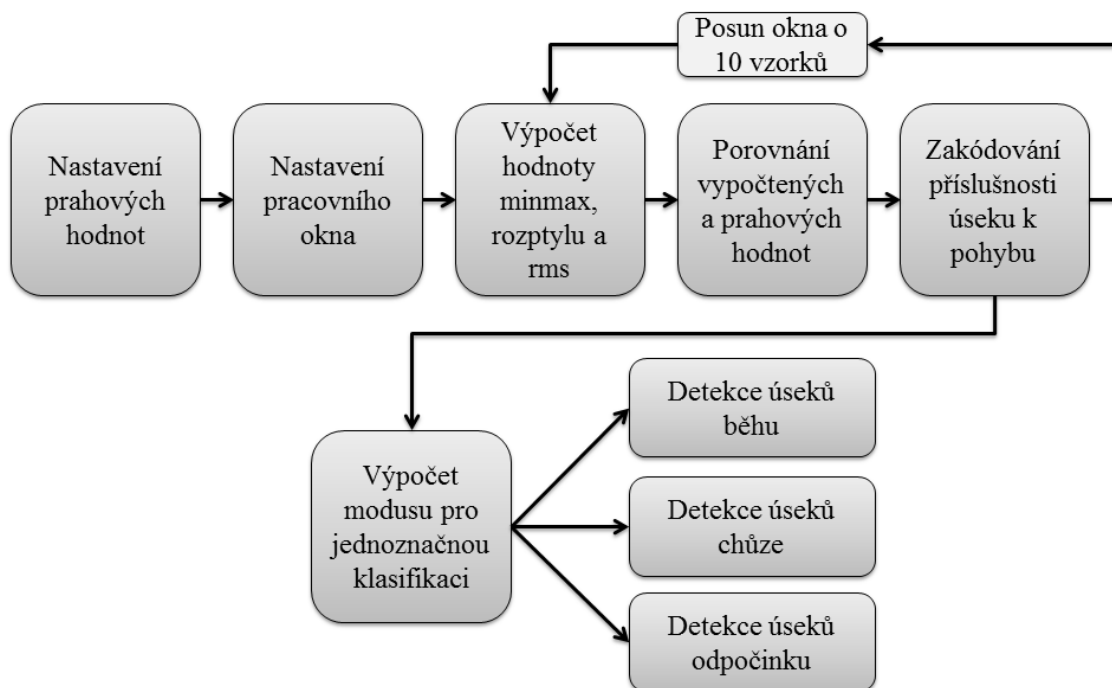 Posun okna o
10 vzorků
Nastavení
prahových
hodnot
Nastavení
pracovního
okna
Výpočet
hodnoty
minmax,
rozptylu a
rms
Porovnání
vypočtených
a prahových
hodnot
Zakódování
příslušnosti
úseku k
pohybu
Výpočet
modusu pro
jednoznačnou
klasifikaci
Detekce úseků
běhu
Detekce úseků
chůze
Detekce úseků
odpočinku